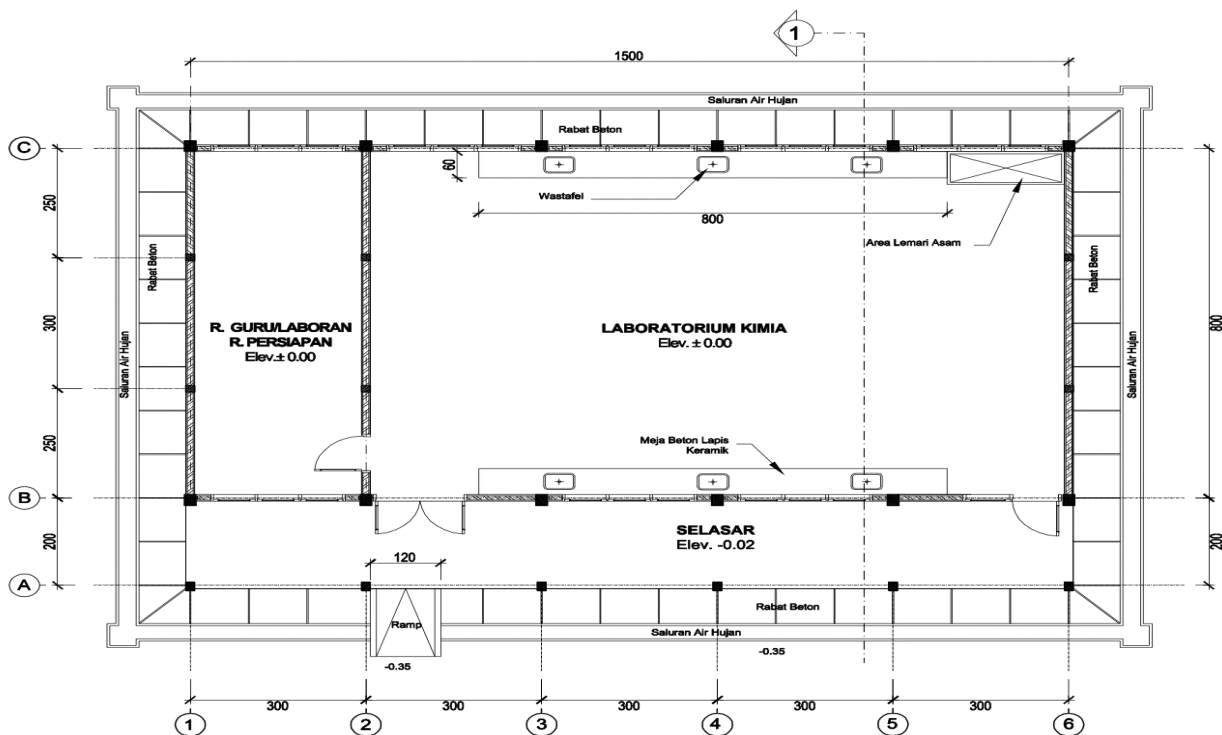 1
1500
Saluran Air Hujan
Rabat Beton
C
60
Wastafel
800
Area Lemari Asam
250
300
250
200
Rabat Beton
Saluran Air Hujan
R. GURU/LABORAN
R. PERSIAPAN
Elev.± 0.00
LABORATORIUM KIMIA
Elev. ± 0.00
Rabat Beton
Saluran Air Hujan
800
200
Meja Beton Lapis
Keramik
B
SELASAR
Elev. -0.02
120
A
Ramp
Rabat Beton
Saluran Air Hujan
-0.35
-0.35
300
300
300
300
300
1
2
3
4
5
6